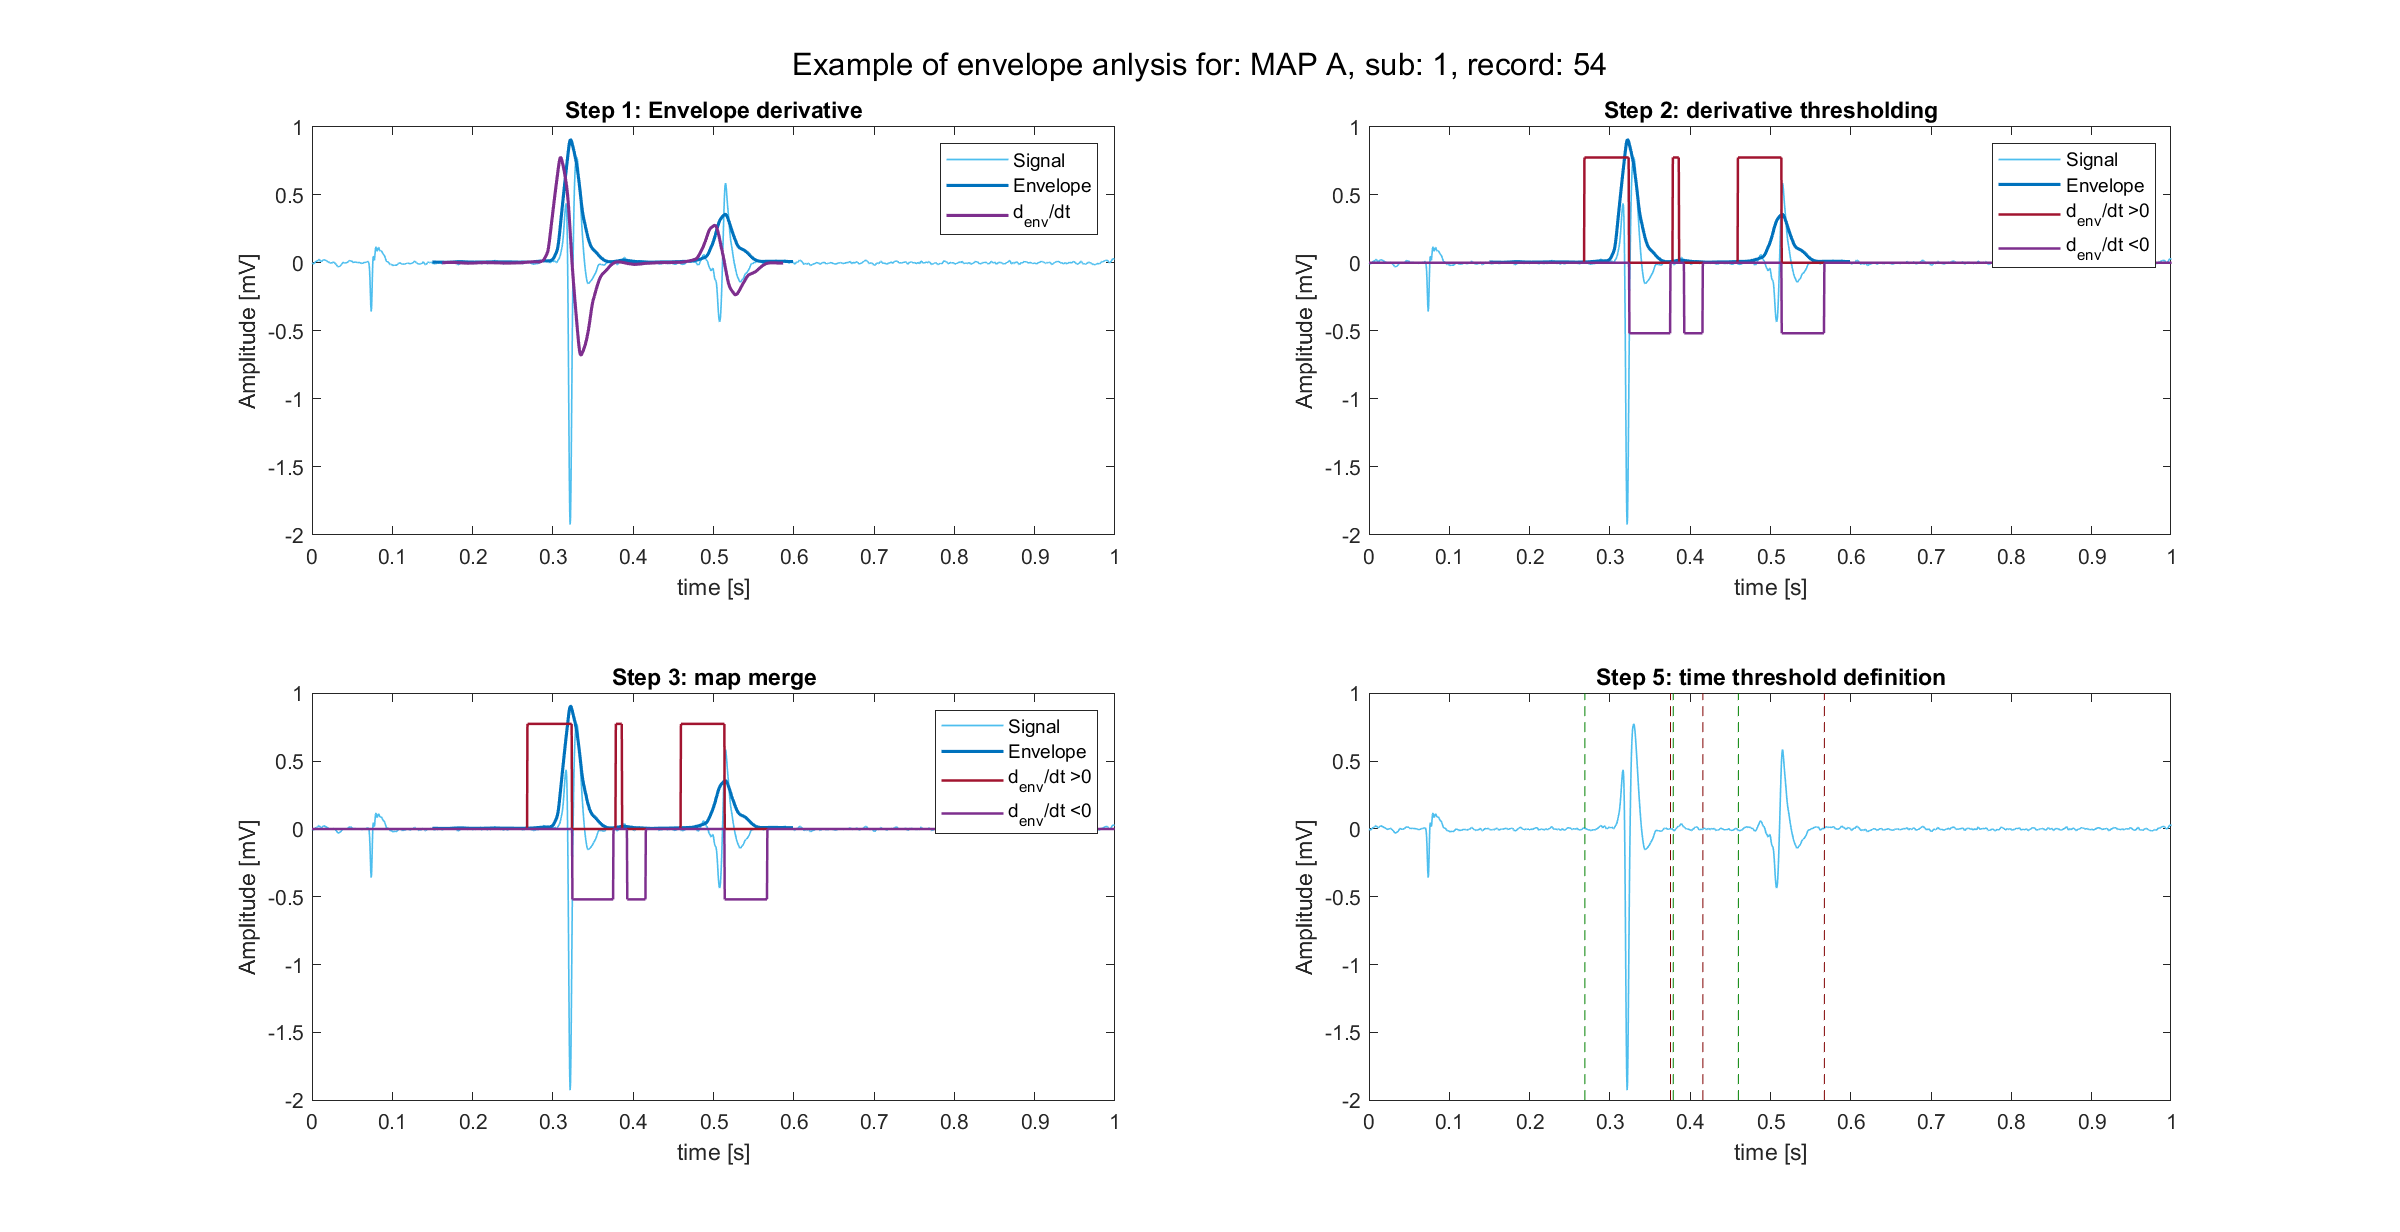 Example of envelope anlysis for: MAP A, sub: 1, record: 54
Step 1: Envelope derivative
1
0.5
0
-0.5
-1
-1.5
-2
Amplitude [mV]
0 0.1 0.2 0.3 0.4 0.5 0.6 0.7 0.8 0.9 1
time [s]
Signal
Envelope
d_env/dt
Step 2: derivative thresholding
1
0.5
0
-0.5
-1
-1.5
-2
Amplitude [mV]
0 0.1 0.2 0.3 0.4 0.5 0.6 0.7 0.8 0.9 1
time [s]
Signal
Envelope
d_env/dt >0
d_env/dt <0
Step 3: map merge
1
0.5
0
-0.5
-1
-1.5
-2
Amplitude [mV]
0 0.1 0.2 0.3 0.4 0.5 0.6 0.7 0.8 0.9 1
time [s]
Signal
Envelope
d_env/dt >0
d_env/dt <0
Step 5: time threshold definition
1
0.5
0
-0.5
-1
-1.5
-2
Amplitude [mV]
0 0.1 0.2 0.3 0.4 0.5 0.6 0.7 0.8 0.9 1
time [s]